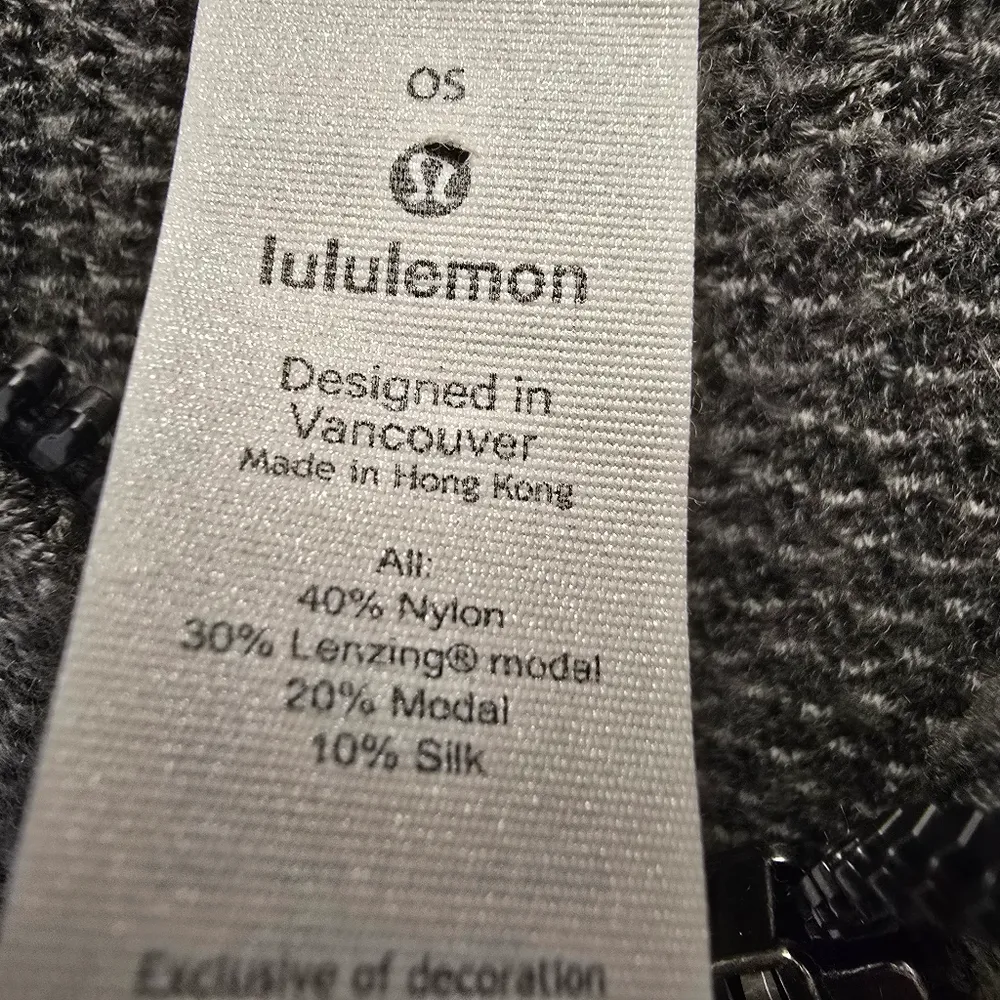 OS
lululemon
Designed in
Vancouver
Made in Hong Kong
All:
40% Nylon
30% Lenzing® modal
20% Modal
10% Silk
Exclusive of decoration